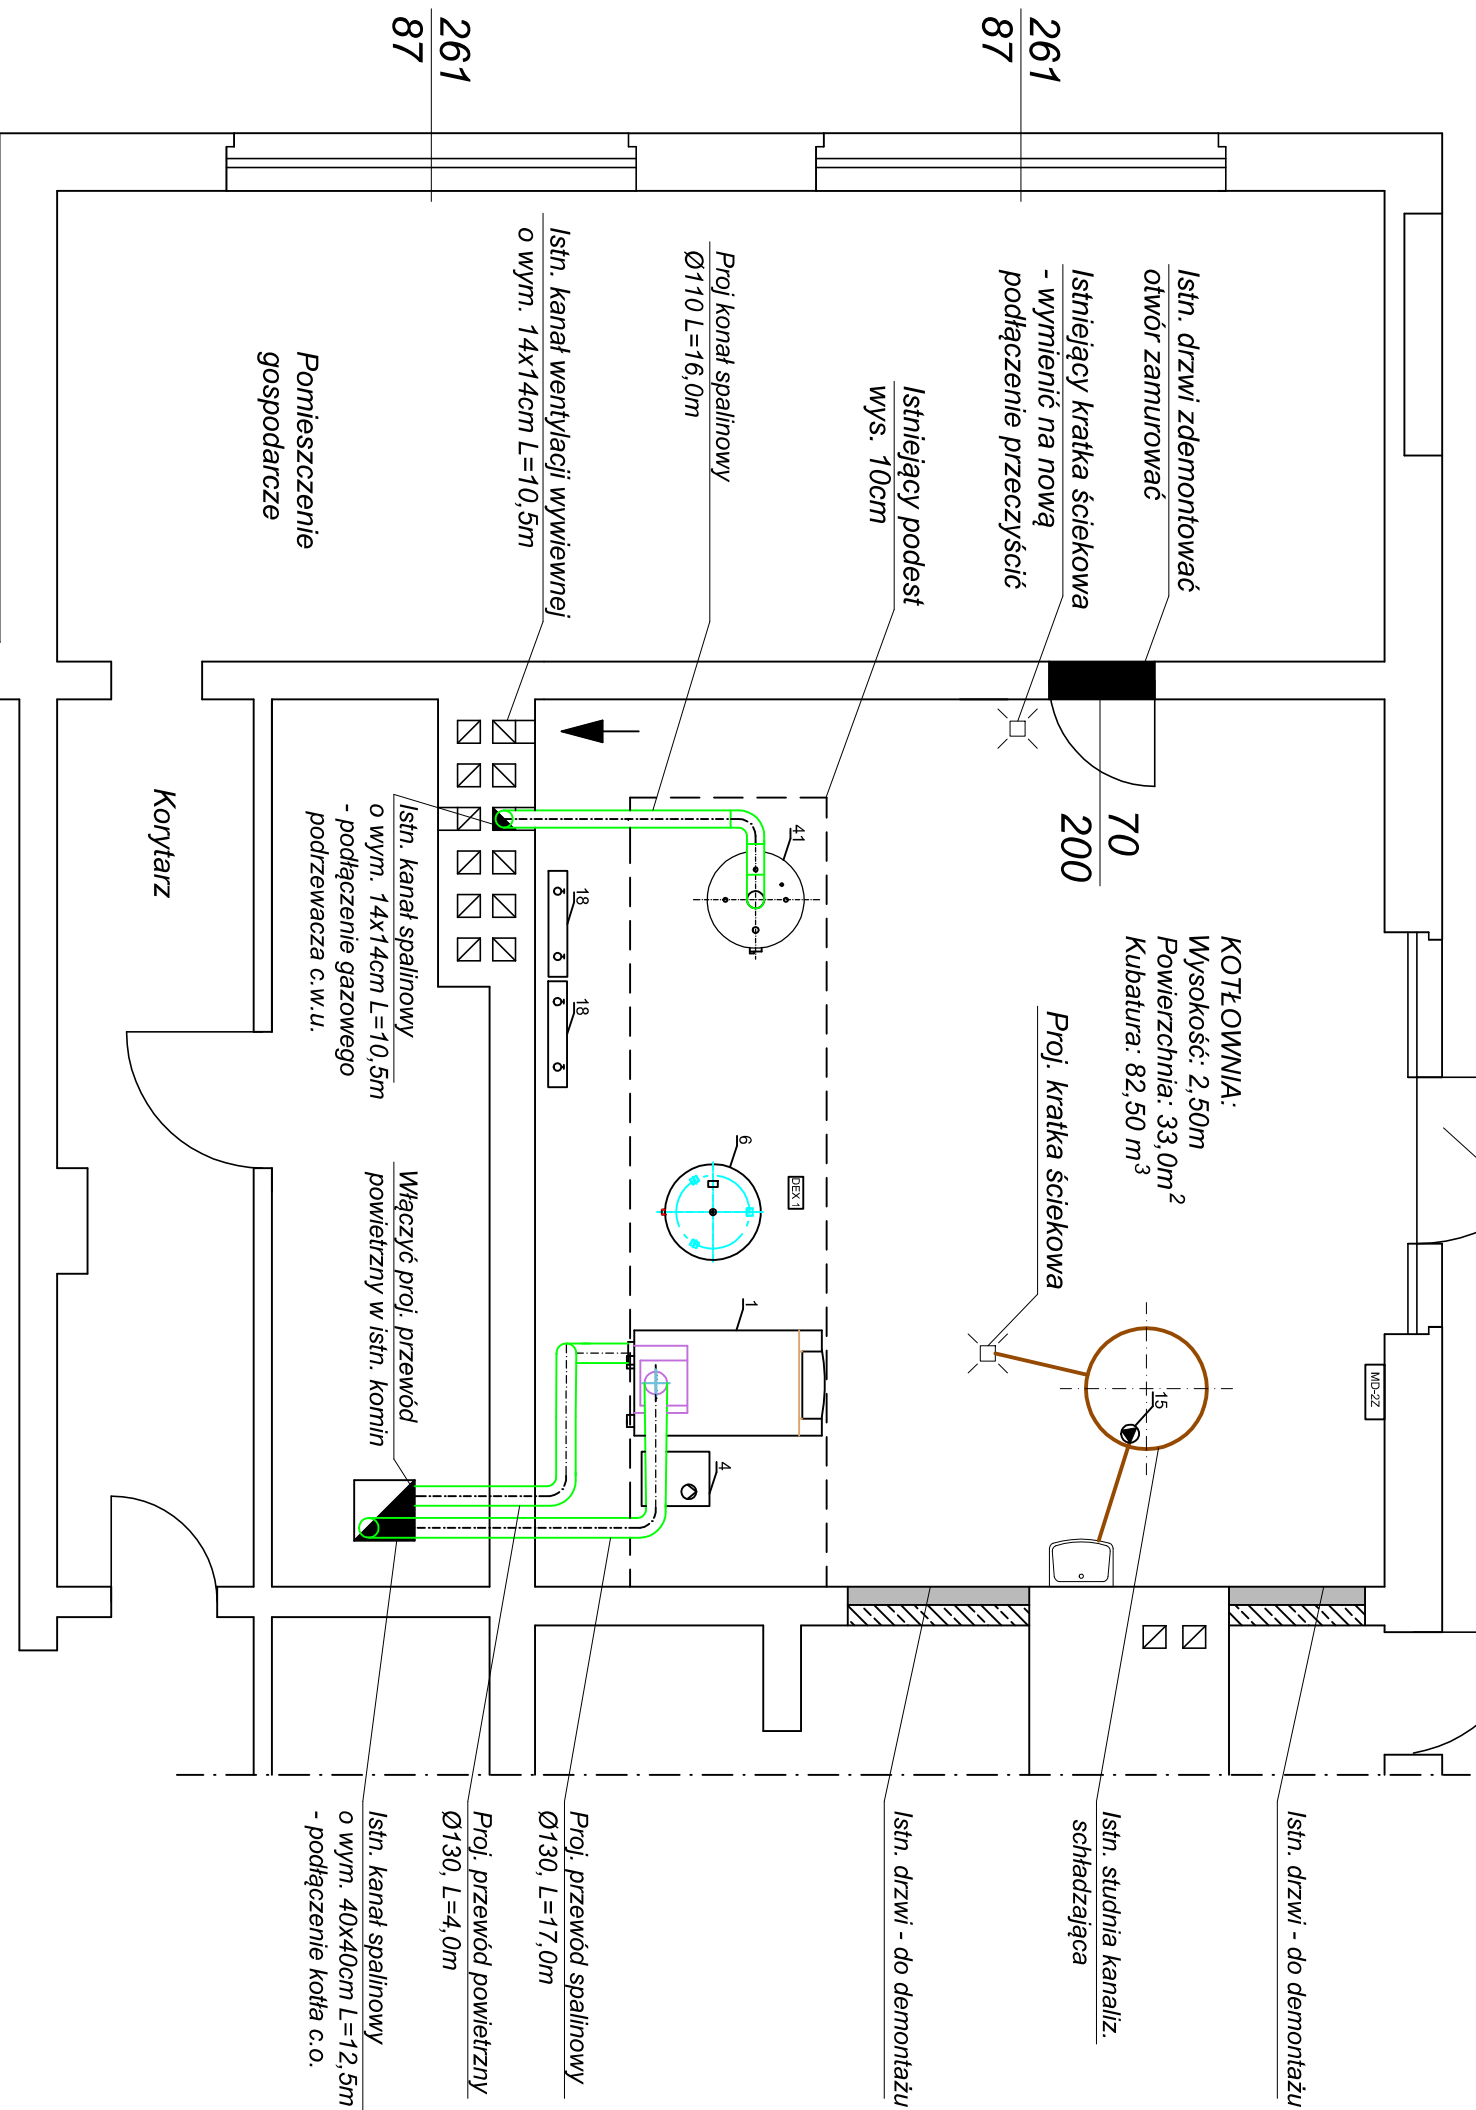 261
87
261
87
Istn. drzwi zdemontować
otwór zamurować
Istniejący kratka ściekowa
- wymienić na nową
podłączenie przeczyścić
Istniejący podest
wys. 10cm
Proj konał spalinowy
Ø110 L=16,0m
Istn. kanał wentylacji wywiewnej
o wym. 14x14cm L=10,5m
Pomieszczenie
gospodarcze
70
200
KOTŁOWNIA:
Wysokość: 2,50m
Powierzchnia: 33,0m²
Kubatura: 82,50 m³
Proj. kratka ściekowa
41
18
18
6
DEX 1
1
4
15
MD-2Z
Korytarz
Istn. kanał spalinowy
o wym. 14x14cm L=10,5m
- podłączenie gazowego
podrzewacza c.w.u.
Włączyć proj. przewód
powietrzny w istn. komin
Istn. drzwi - do demontażu
Istn. studnia kanaliz.
schładzająca
Istn. drzwi - do demontażu
Proj. przewód spalinowy
Ø130, L=17,0m
Proj. przewód powietrzny
Ø130, L=4,0m
Istn. kanał spalinowy
o wym. 40x40cm L=12,5m
- podłączenie kotła c.o.